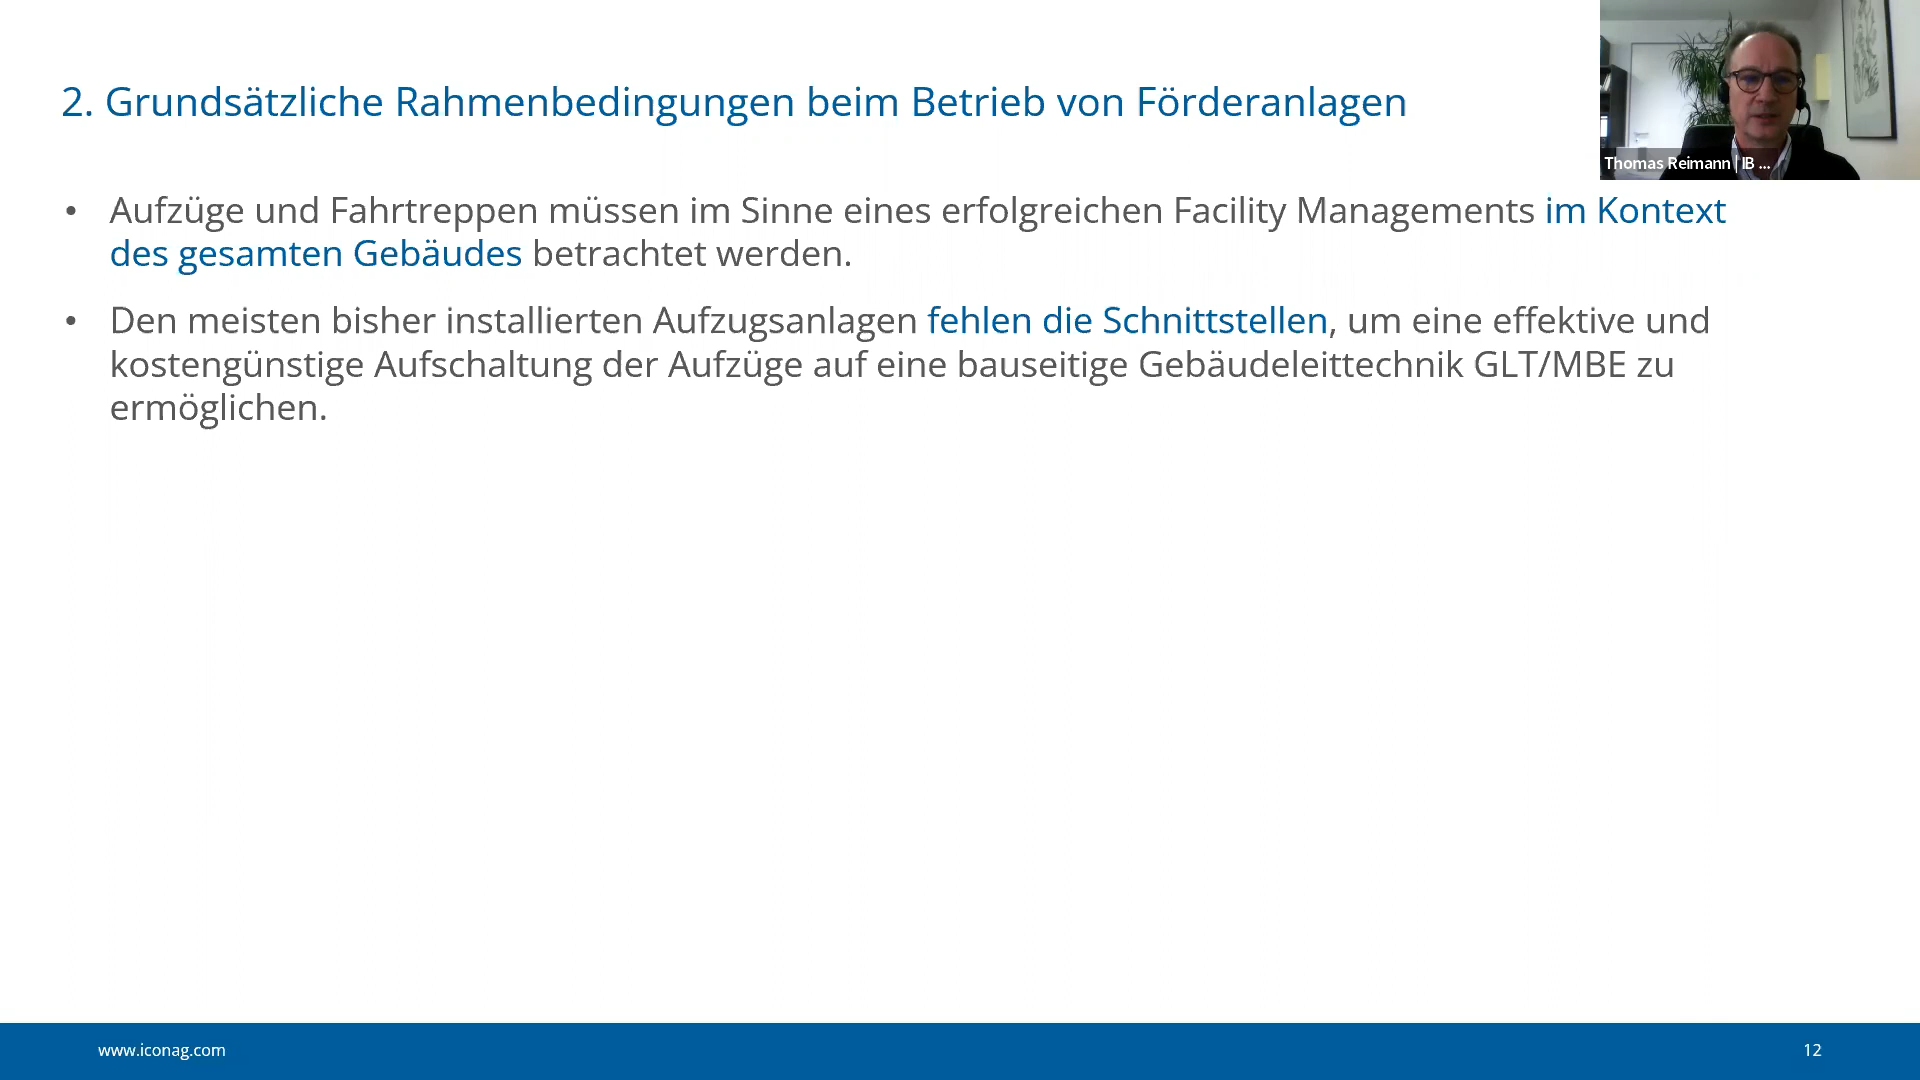 2. Grundsätzliche Rahmenbedingungen beim Betrieb von Förderanlagen
Thomas Reimann | IB ...
• Aufzüge und Fahrtreppen müssen im Sinne eines erfolgreichen Facility Managements im Kontext
des gesamten Gebäudes betrachtet werden.
• Den meisten bisher installierten Aufzugsanlagen fehlen die Schnittstellen, um eine effektive und
kostengünstige Aufschaltung der Aufzüge auf eine bauseitige Gebäudeleittechnik GLT/MBE zu
ermöglichen.
www.iconag.com
12